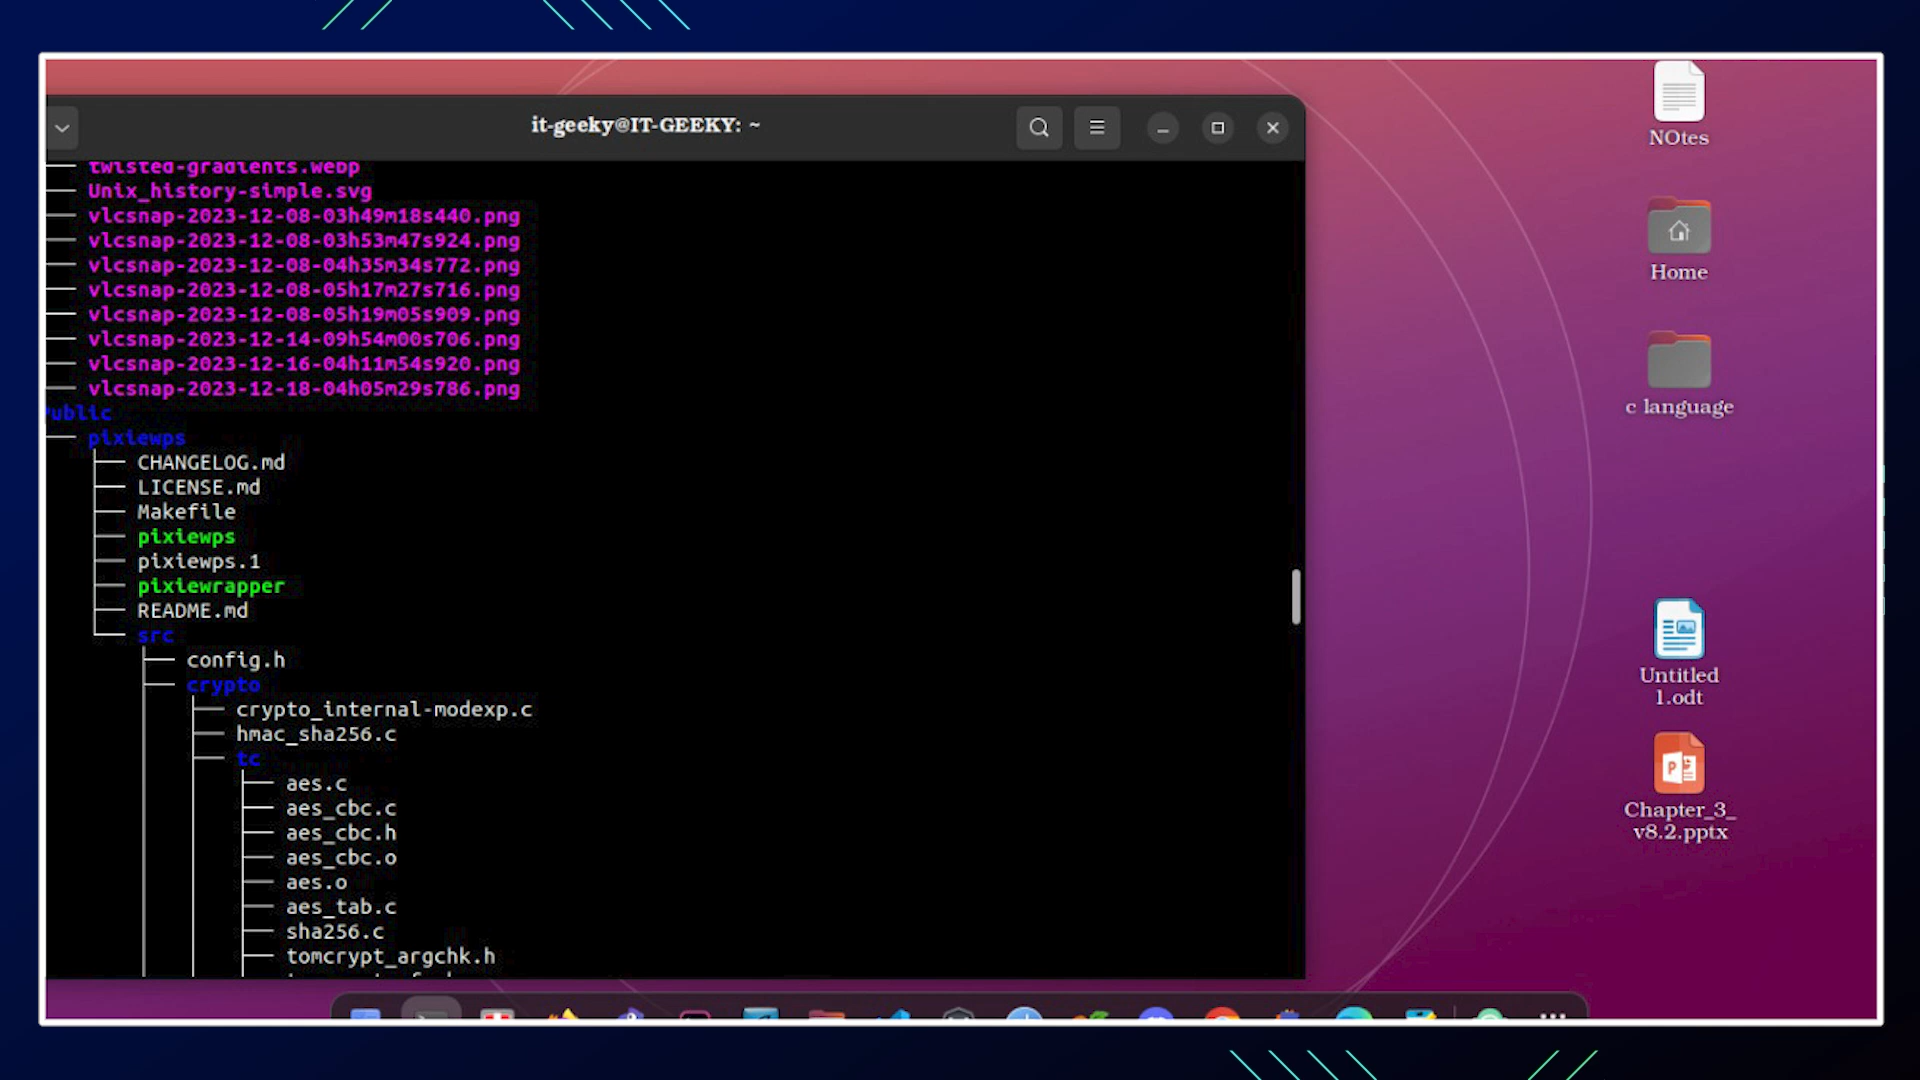 it-geeky@IT-GEEKY: ~
twisted-gradients.webp
Unix_history-simple.svg
vlcsnap-2023-12-08-03h49m18s440.png
vlcsnap-2023-12-08-03h53m47s924.png
vlcsnap-2023-12-08-04h35m34s772.png
vlcsnap-2023-12-08-05h17m27s716.png
vlcsnap-2023-12-08-05h19m05s909.png
vlcsnap-2023-12-14-09h54m00s706.png
vlcsnap-2023-12-16-04h11m54s920.png
vlcsnap-2023-12-18-04h05m29s786.png
Public
pixiewps
CHANGELOG.md
LICENSE.md
Makefile
pixiewps
pixiewps.1
pixiewrapper
README.md
src
config.h
crypto
crypto_internal-modexp.c
hmac_sha256.c
tc
aes.c
aes_cbc.c
aes_cbc.h
aes_cbc.o
aes.o
aes_tab.c
sha256.c
tomcrypt_argchk.h
NOtes
Home
c language
Untitled
1.odt
Chapter_3_
v8.2.pptx